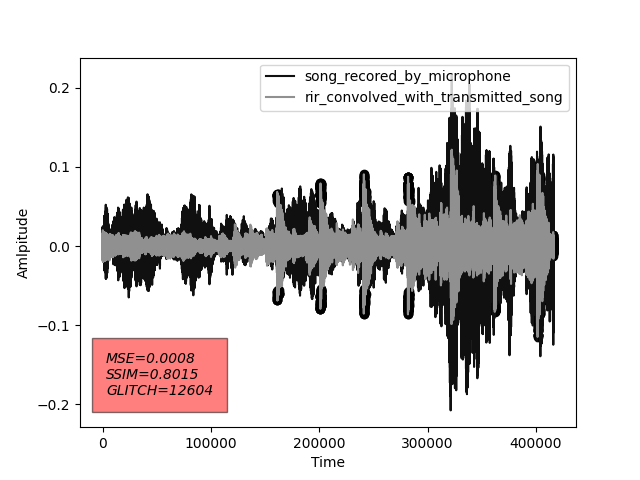 song_recored_by_microphone
rir_convolved_with_transmitted_song
0.2
0.1
0.0
−0.1
−0.2
Amlpitude
MSE=0.0008
SSIM=0.8015
GLITCH=12604
0 100000 200000 300000 400000
Time